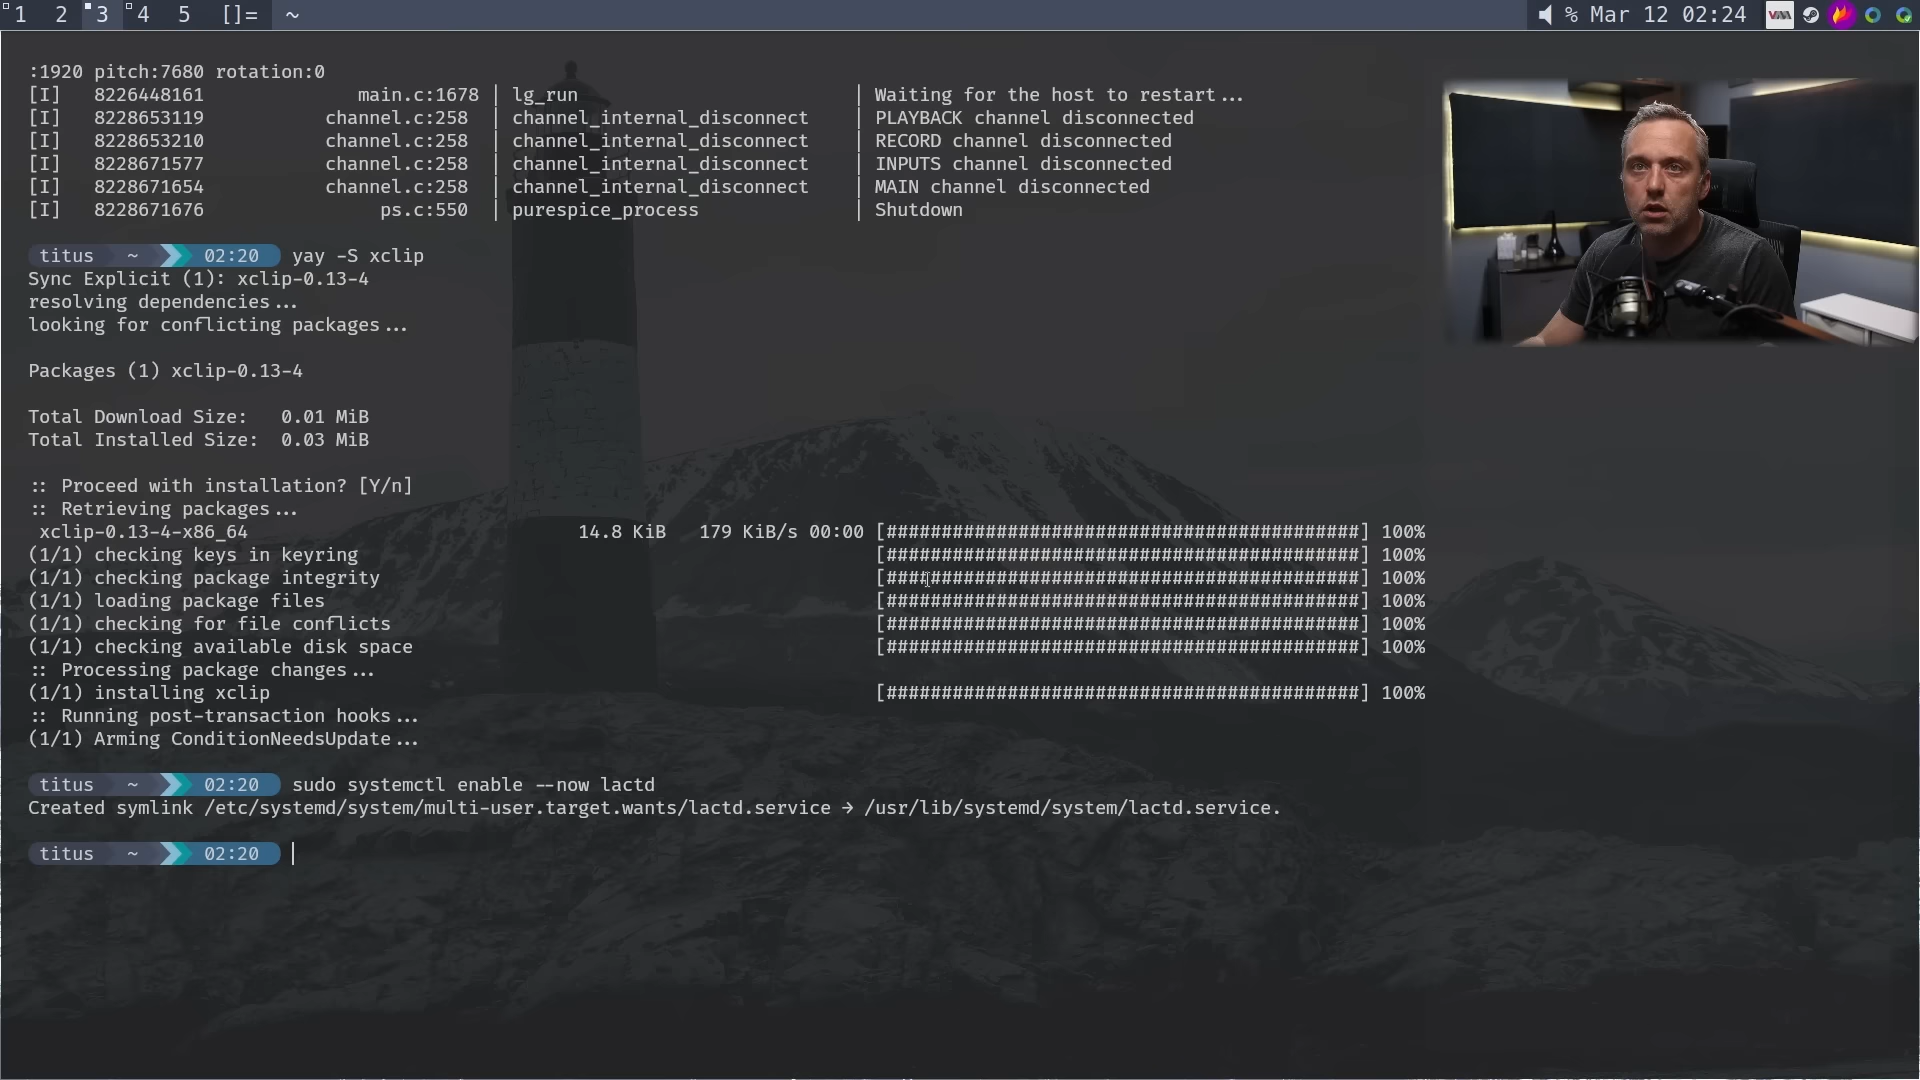 1 2 3 4 5 []= ~ % Mar 12 02:24
:1920 pitch:7680 rotation:0
[I] 8226448161 main.c:1678 | lg_run | Waiting for the host to restart...
[I] 8228653119 channel.c:258 | channel_internal_disconnect | PLAYBACK channel disconnected
[I] 8228653210 channel.c:258 | channel_internal_disconnect | RECORD channel disconnected
[I] 8228671577 channel.c:258 | channel_internal_disconnect | INPUTS channel disconnected
[I] 8228671654 channel.c:258 | channel_internal_disconnect | MAIN channel disconnected
[I] 8228671676 ps.c:550 | purespice_process | Shutdown
titus ~ 02:20 yay -S xclip
Sync Explicit (1): xclip-0.13-4
resolving dependencies...
looking for conflicting packages...
Packages (1) xclip-0.13-4
Total Download Size: 0.01 MiB
Total Installed Size: 0.03 MiB
:: Proceed with installation? [Y/n]
:: Retrieving packages...
xclip-0.13-4-x86_64 14.8 KiB 179 KiB/s 00:00 [###########################################] 100%
(1/1) checking keys in keyring [###########################################] 100%
(1/1) checking package integrity [###########################################] 100%
(1/1) loading package files [###########################################] 100%
(1/1) checking for file conflicts [###########################################] 100%
(1/1) checking available disk space [###########################################] 100%
:: Processing package changes...
(1/1) installing xclip [###########################################] 100%
:: Running post-transaction hooks...
(1/1) Arming ConditionNeedsUpdate...
titus ~ 02:20 sudo systemctl enable --now lactd
Created symlink /etc/systemd/system/multi-user.target.wants/lactd.service → /usr/lib/systemd/system/lactd.service.
titus ~ 02:20